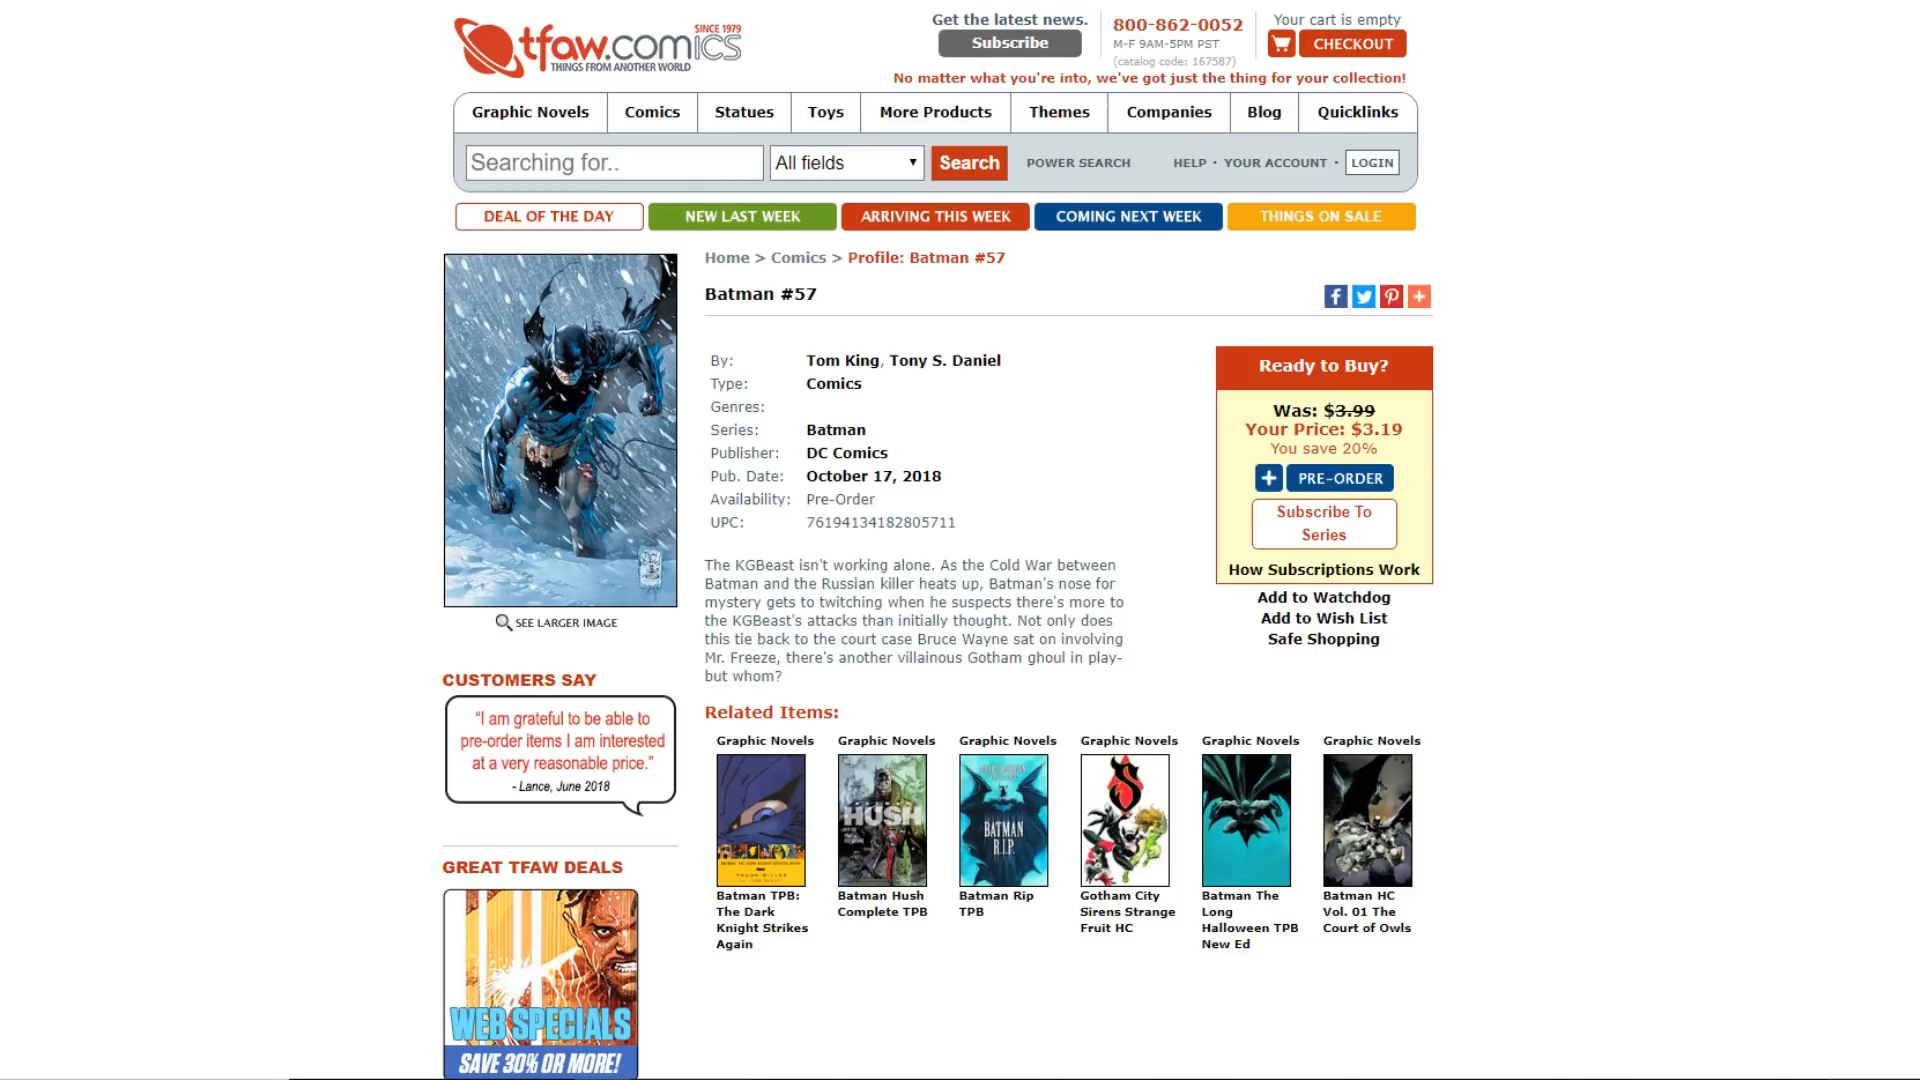 SINCE 1979
tfaw.comics
THINGS FROM ANOTHER WORLD
Get the latest news.
Subscribe
800-862-0052
M-F 9AM-5PM PST
(catalog code: 167587)
Your cart is empty
CHECKOUT
No matter what you're into, we've got just the thing for your collection!
Graphic Novels Comics Statues Toys More Products Themes Companies Blog Quicklinks
Searching for.. All fields Search POWER SEARCH HELP · YOUR ACCOUNT · LOGIN
DEAL OF THE DAY NEW LAST WEEK ARRIVING THIS WEEK COMING NEXT WEEK THINGS ON SALE
Home > Comics > Profile: Batman #57
Batman #57
By: Tom King, Tony S. Daniel
Type: Comics
Genres:
Series: Batman
Publisher: DC Comics
Pub. Date: October 17, 2018
Availability: Pre-Order
UPC: 76194134182805711
Ready to Buy?
Was: $3.99
Your Price: $3.19
You save 20%
+ PRE-ORDER
Subscribe To
Series
How Subscriptions Work
Add to Watchdog
Add to Wish List
Safe Shopping
The KGBeast isn't working alone. As the Cold War between
Batman and the Russian killer heats up, Batman's nose for
mystery gets to twitching when he suspects there's more to
the KGBeast's attacks than initially thought. Not only does
this tie back to the court case Bruce Wayne sat on involving
Mr. Freeze, there's another villainous Gotham ghoul in play-
but whom?
SEE LARGER IMAGE
CUSTOMERS SAY
"I am grateful to be able to
pre-order items I am interested
at a very reasonable price."
- Lance, June 2018
GREAT TFAW DEALS
WEB SPECIALS
SAVE 30% OR MORE!
Related Items:
Graphic Novels Graphic Novels Graphic Novels Graphic Novels Graphic Novels Graphic Novels
HUSH
BATMAN
R.I.P.
Batman TPB:
The Dark
Knight Strikes
Again
Batman Hush
Complete TPB
Batman Rip
TPB
Gotham City
Sirens Strange
Fruit HC
Batman The
Long
Halloween TPB
New Ed
Batman HC
Vol. 01 The
Court of Owls